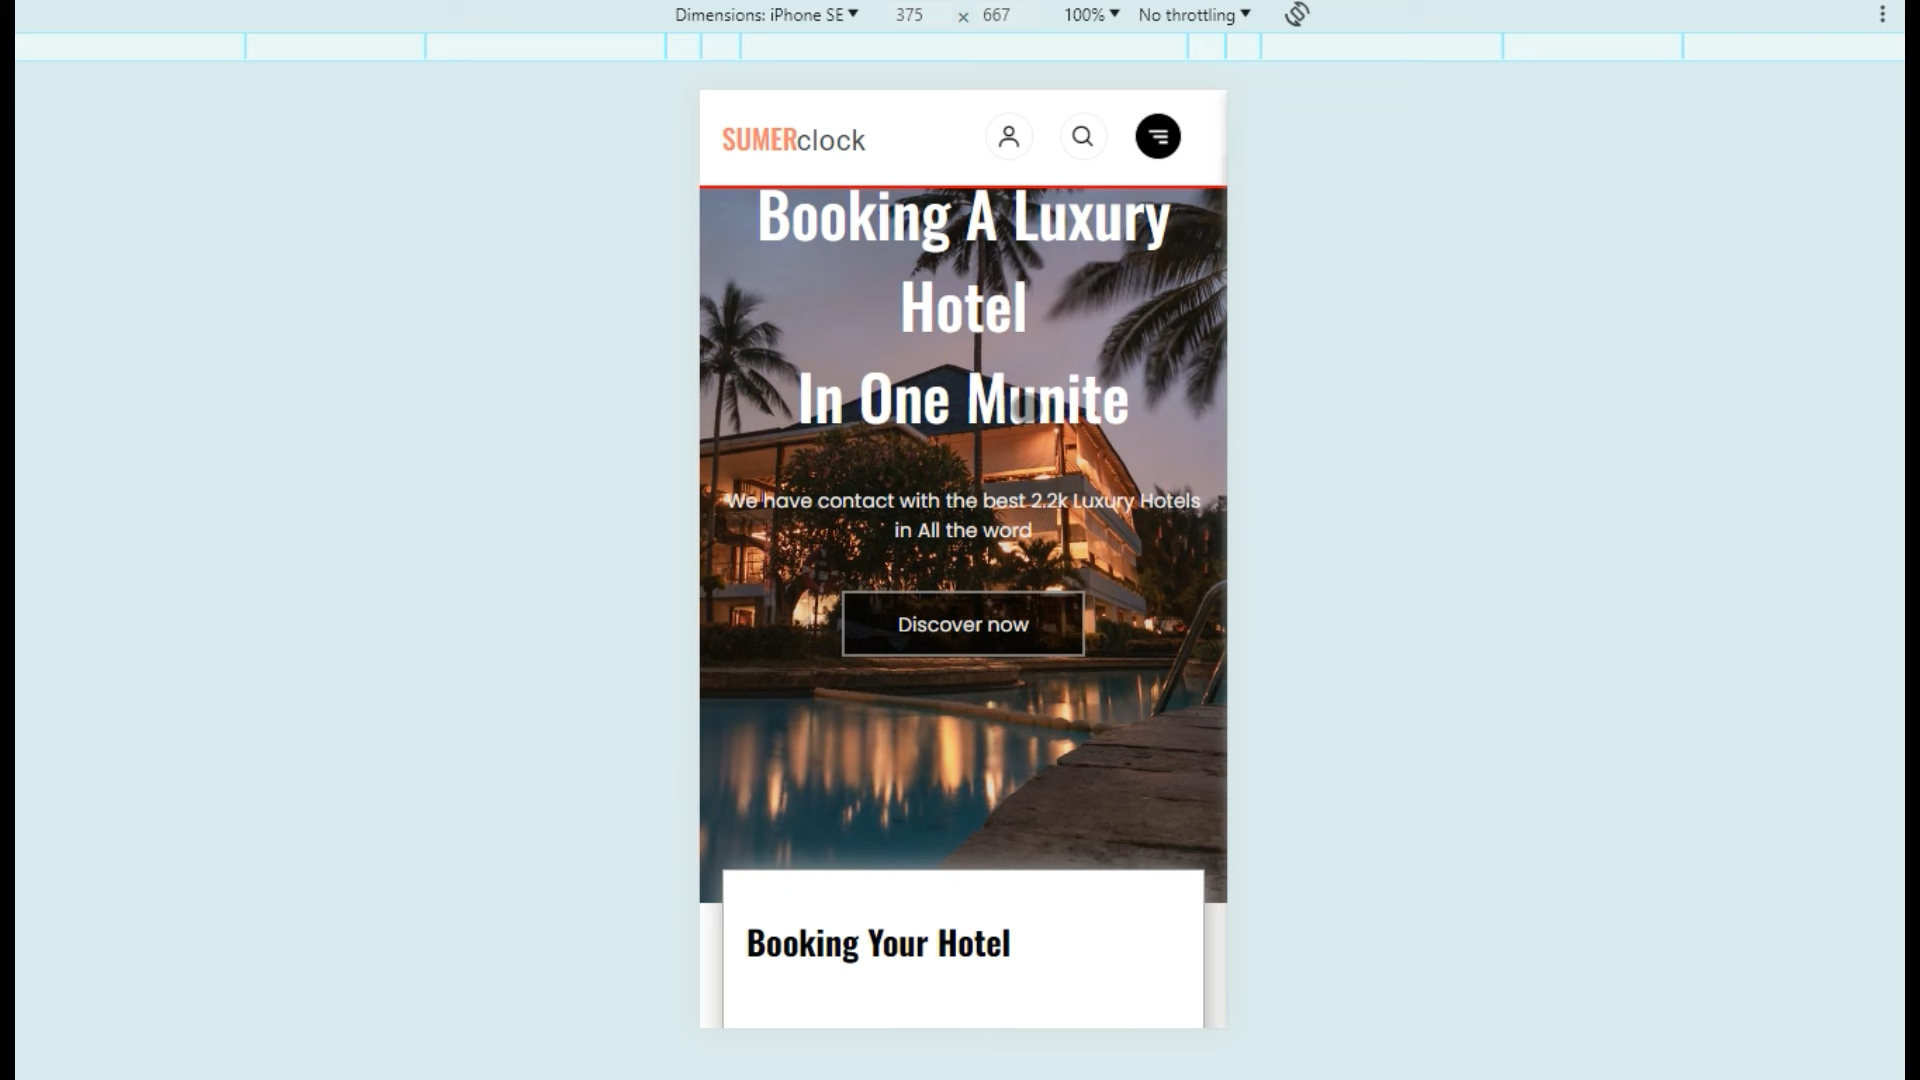 Dimensions: iPhone SE 375 × 667 100% No throttling
SUMERclock
Booking A Luxury
Hotel
In One Munite
We have contact with the best 2.2k Luxury Hotels
in All the word
Discover now
Booking Your Hotel